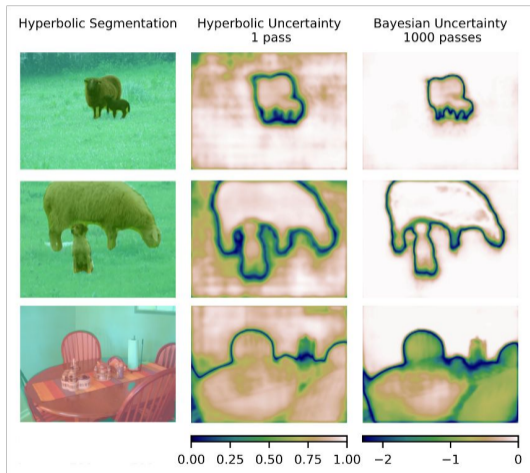 Hyperbolic Segmentation
Hyperbolic Uncertainty
1 pass
Bayesian Uncertainty
1000 passes
0.00 0.25 0.50 0.75 1.00
−2 −1 0